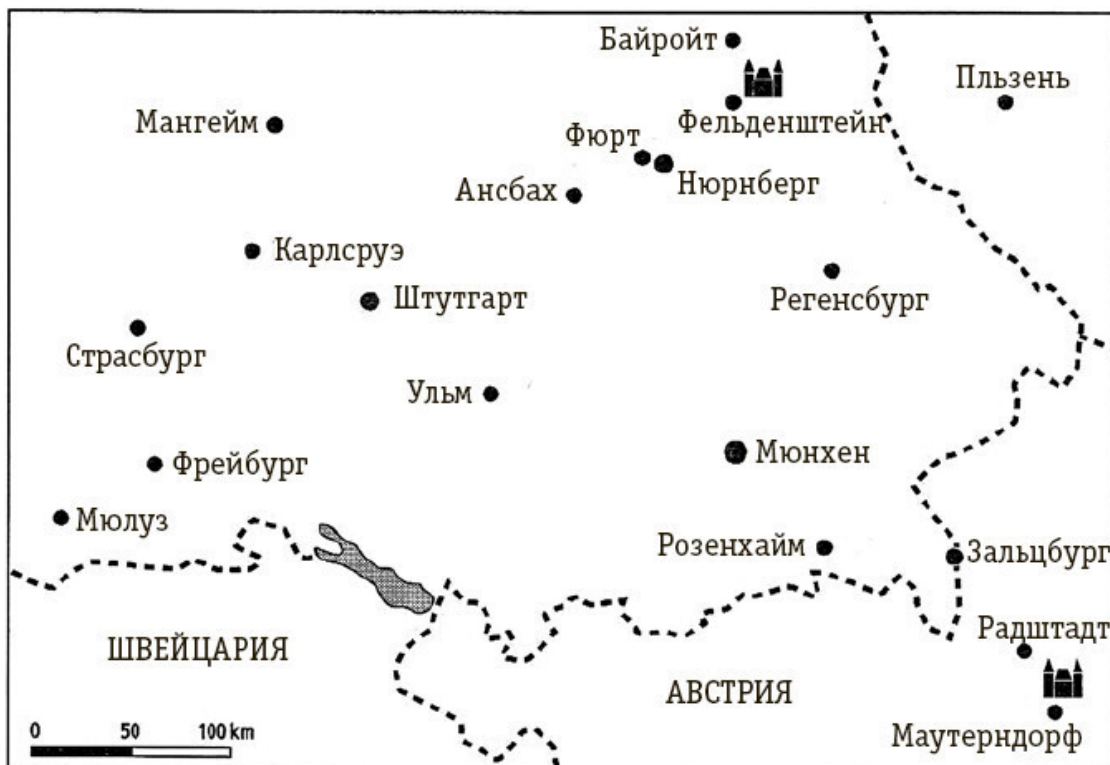 Байройт
Пльзень
Мангейм
Фельденштейн
Фюрт
Нюрнберг
Ансбах
Карлсруэ
Штутгарт
Регенсбург
Страсбург
Ульм
Мюнхен
Фрейбург
Мюлуз
Розенхайм
Зальцбург
Радштадт
ШВЕЙЦАРИЯ
АВСТРИЯ
0 50 100 km
Маутерндорф